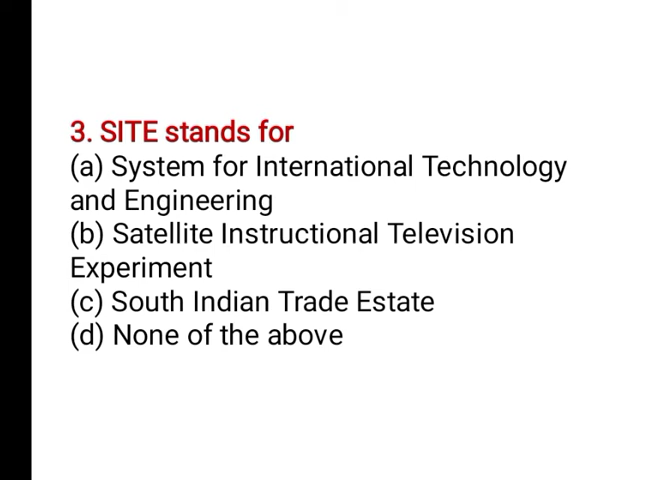 3. SITE stands for
(a) System for International Technology
and Engineering
(b) Satellite Instructional Television
Experiment
(c) South Indian Trade Estate
(d) None of the above